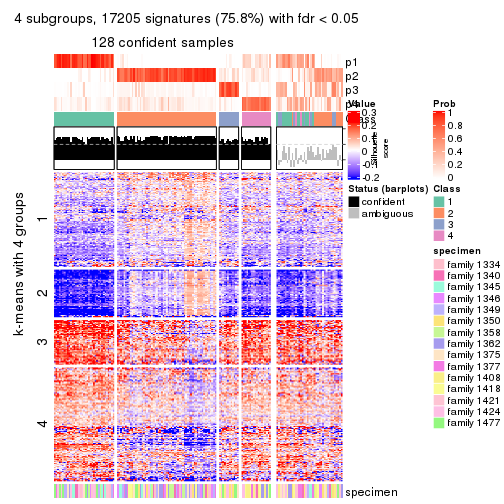 4 subgroups, 17205 signatures (75.8%) with fdr < 0.05
128 confident samples
p1
p2
p3
p4
Class
Silhouette
score
k-means with 4 groups
1
2
3
4
specimen
Value
0.3
0.2
0.1
0
-0.1
-0.2
Prob
1
0.8
0.6
0.4
0.2
0
Status (barplots)
confident
ambiguous
Class
1
2
3
4
specimen
family 1334
family 1340
family 1345
family 1346
family 1349
family 1350
family 1358
family 1362
family 1375
family 1377
family 1408
family 1418
family 1421
family 1424
family 1477